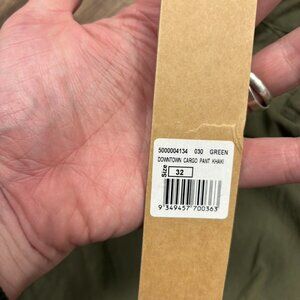 5000004134 030 GREEN
DOWNTOWN CARGO PANT KHAKI
Size 32
9 349457 700363